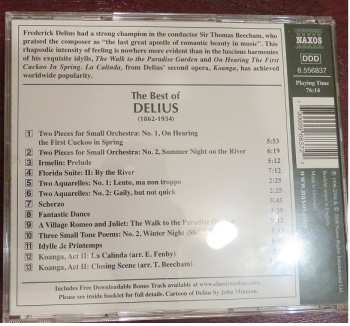 Frederick Delius had a strong champion in the conductor Sir Thomas Beecham, who
praised the composer as "the last great apostle of romantic beauty in music". This
rhapsodic intensity of feeling is nowhere more evident than in the luscious harmonies
of his exquisite idylls, The Walk to the Paradise Garden and On Hearing The First
Cuckoo In Spring. La Calinda, from Delius' second opera, Koanga, has achieved
worldwide popularity.
NAXOS
DDD
8.556837
Playing Time
76:14
The Best of
DELIUS
(1862-1934)
1 Two Pieces for Small Orchestra: No. 1, On Hearing
the First Cuckoo in Spring 6:53
2 Two Pieces for Small Orchestra: No. 2, Summer Night on the River 6:19
3 Irmelin: Prelude 5:12
4 Florida Suite: II: By the River 7:12
5 Two Aquarelles: No. 1; Lento, ma non troppo 2:25
6 Two Aquarelles: No. 2: Gaily, but not quick 2:25
7 Scherzo
8 Fantastic Dance
9 A Village Romeo and Juliet: The Walk to the Paradise
10 Three Small Tone Poems: No. 2, Winter Night
11 Idylle de Printemps
12 Koanga, Act II: La Calinda (arr. E. Fenby)
13 Koanga, Act II: Closing Scene (arr. T. Beecham)
Includes Free Downloadable Bonus Track available at
Please see inside booklet for full details. Cartoon of Delius by John Minnion.